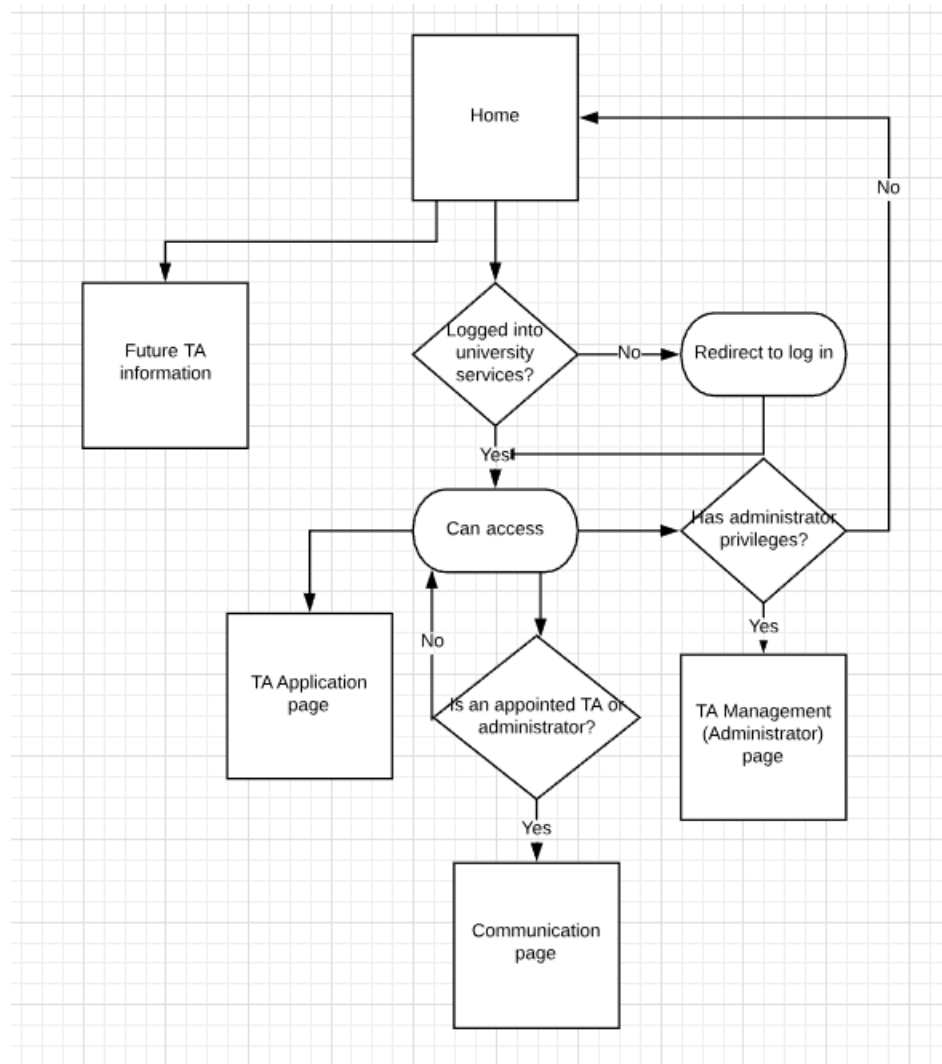 Home
No
Logged into
university
services?
No
Redirect to log in
Future TA
information
Yes
Can access
Has administrator
privileges?
No
Yes
TA Application
page
Is an appointed TA or
administrator?
TA Management
(Administrator)
page
Yes
Communication
page